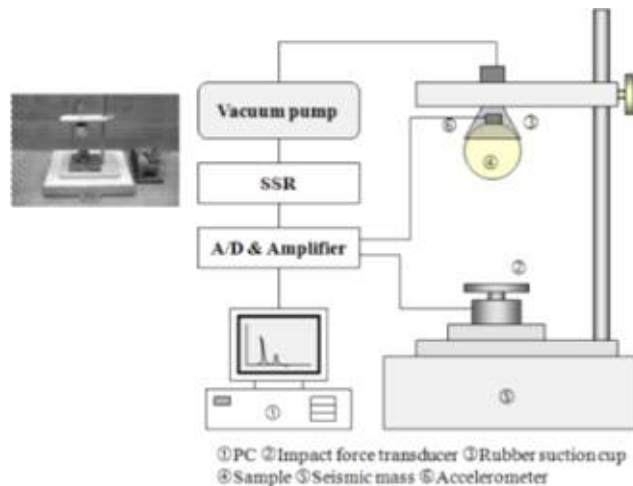 Vacuum pump
⑥
③
④
SSR
A/D & Amplifier
②
①
⑤
①PC ②Impact force transducer ③Rubber suction cup
④Sample ⑤Seismic mass ⑥Accelerometer